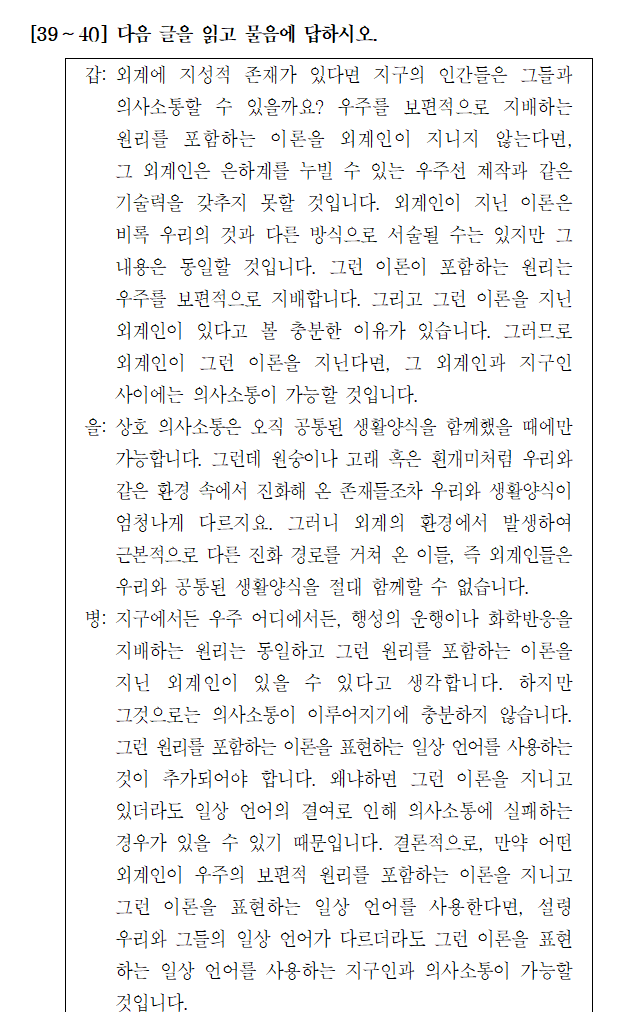 [39~40] 다음 글을 읽고 물음에 답하시오.
갑: 외계에 지성적 존재가 있다면 지구의 인간들은 그들과
의사소통할 수 있을까요? 우주를 보편적으로 지배하는
원리를 포함하는 이론을 외계인이 지니지 않는다면,
그 외계인은 은하계를 누빌 수 있는 우주선 제작과 같은
기술력을 갖추지 못할 것입니다. 외계인이 지닌 이론은
비록 우리의 것과 다른 방식으로 서술될 수는 있지만 그
내용은 동일할 것입니다. 그런 이론이 포함하는 원리는
우주를 보편적으로 지배합니다. 그리고 그런 이론을 지닌
외계인이 있다고 볼 충분한 이유가 있습니다. 그러므로
외계인이 그런 이론을 지닌다면, 그 외계인과 지구인
사이에는 의사소통이 가능할 것입니다.
을: 상호 의사소통은 오직 공통된 생활양식을 함께했을 때에만
가능합니다. 그런데 원숭이나 고래 혹은 흰개미처럼 우리와
같은 환경 속에서 진화해 온 존재들조차 우리와 생활양식이
엄청나게 다르지요. 그러니 외계의 환경에서 발생하여
근본적으로 다른 진화 경로를 거쳐 온 이들, 즉 외계인들은
우리와 공통된 생활양식을 절대 함께할 수 없습니다.
병: 지구에서든 우주 어디에서든, 행성의 운행이나 화학반응을
지배하는 원리는 동일하고 그런 원리를 포함하는 이론을
지닌 외계인이 있을 수 있다고 생각합니다. 하지만
그것으로는 의사소통이 이루어지기에 충분하지 않습니다.
그런 원리를 포함하는 이론을 표현하는 일상 언어를 사용하는
것이 추가되어야 합니다. 왜냐하면 그런 이론을 지니고
있더라도 일상 언어의 결여로 인해 의사소통에 실패하는
경우가 있을 수 있기 때문입니다. 결론적으로, 만약 어떤
외계인이 우주의 보편적 원리를 포함하는 이론을 지니고
그런 이론을 표현하는 일상 언어를 사용한다면, 설령
우리와 그들의 일상 언어가 다르더라도 그런 이론을 표현
하는 일상 언어를 사용하는 지구인과 의사소통이 가능할
것입니다.